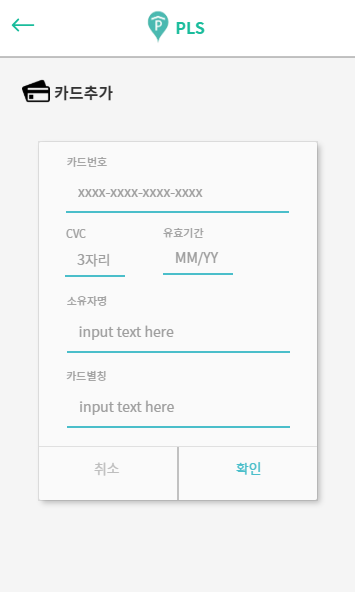 PLS
카드추가
카드번호
xxxx-xxxx-xxxx-xxxx
CVC 유효기간
3자리 MM/YY
소유자명
input text here
카드별칭
input text here
취소 확인